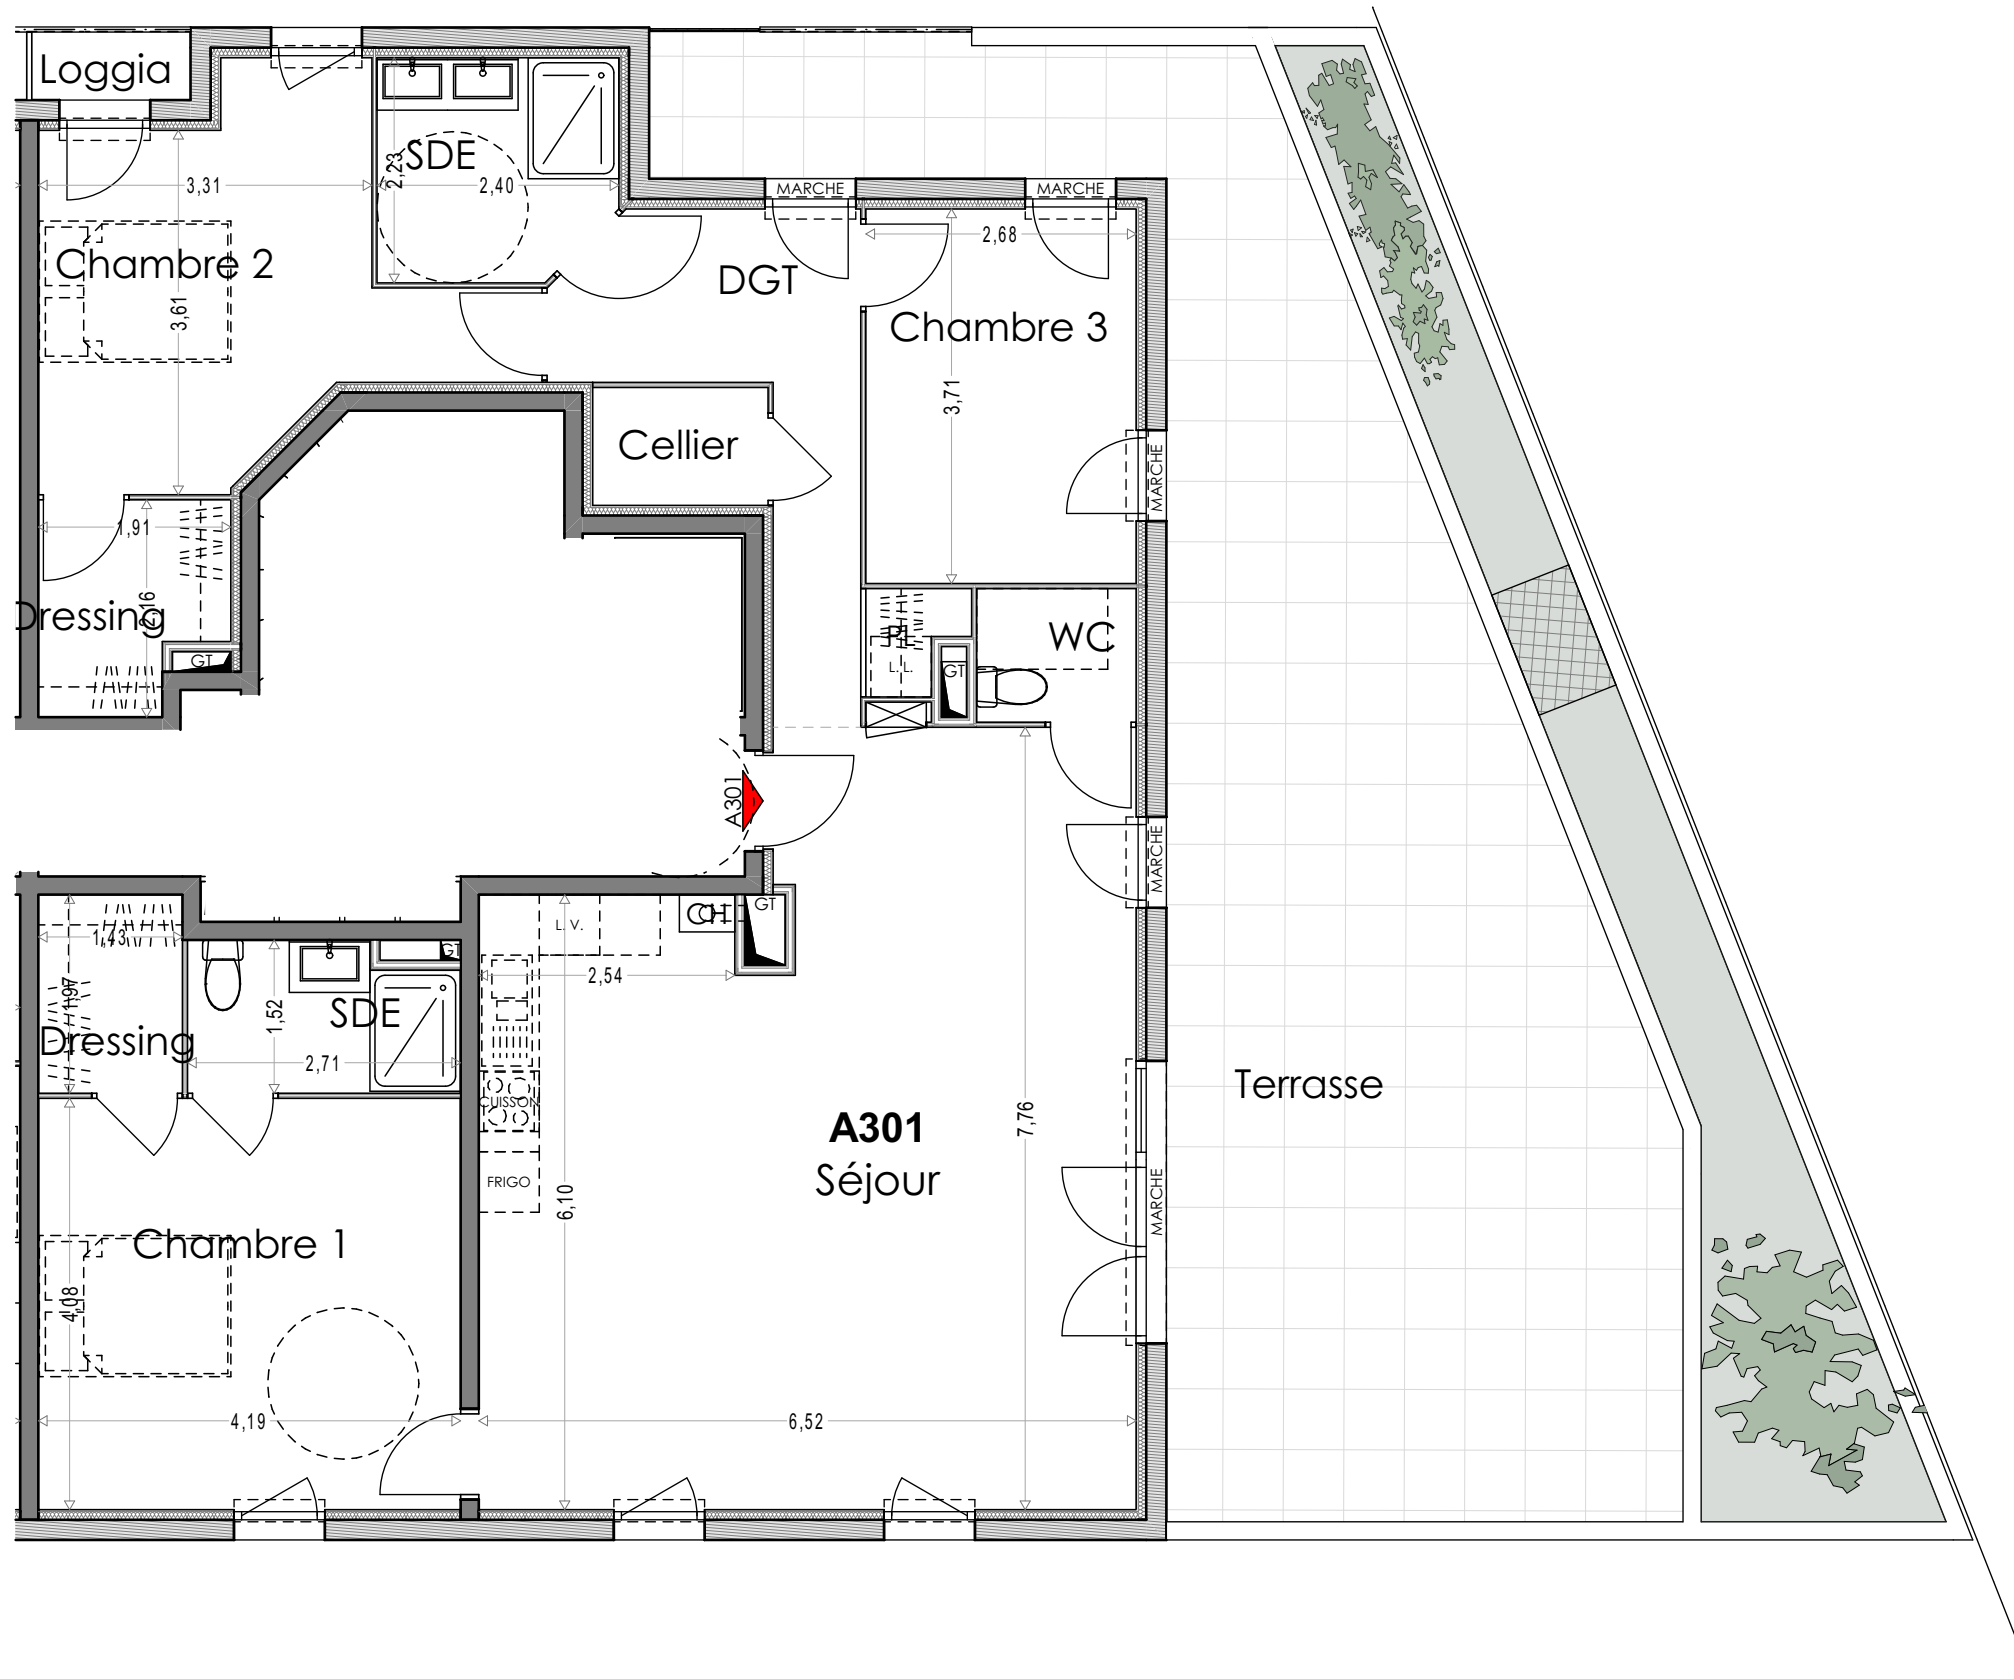 Loggia
SDE
MARCHE
MARCHE
3,31
2,23
2,40
2,68
Chambre 2
DGT
3,61
Chambre 3
3,71
Cellier
MARCHE
1,91
2,16
Dressing
GT
Pl
L.L.
GT
WC
A301
MARCHE
1,43
L.V.
CH
GT
GT
2,54
1,97
1,52
SDE
Dressing
2,71
CUISSON
Terrasse
7,76
A301
Séjour
FRIGO
6,10
MARCHE
Chambre 1
4,08
4,19
6,52